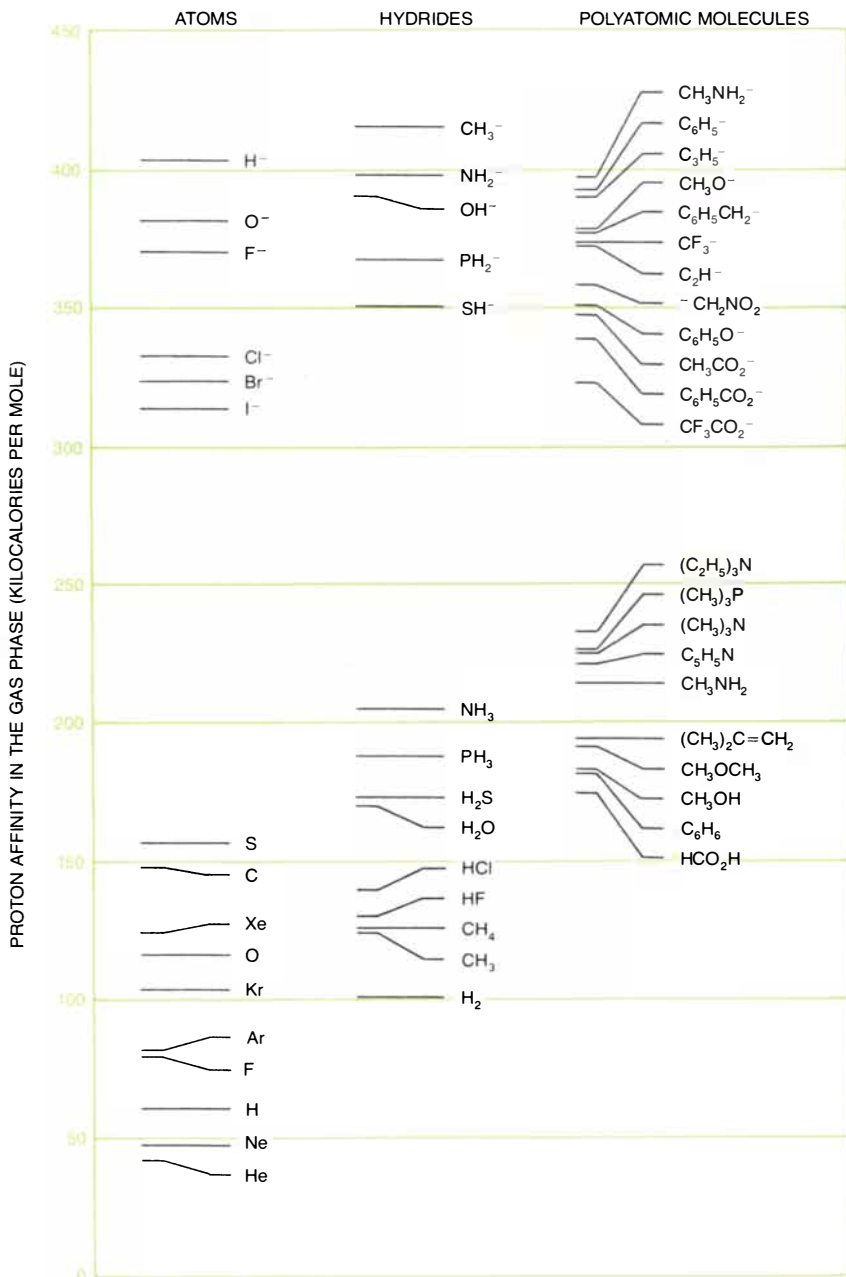 ATOMS
HYDRIDES
POLYATOMIC MOLECULES
PROTON AFFINITY IN THE GAS PHASE (KILOCALORIES PER MOLE)
450
400
350
300
250
200
150
100
50
0
H⁻
O⁻
F⁻
Cl⁻
Br⁻
I⁻
S
C
Xe
O
Kr
Ar
F
H
Ne
He
CH₃⁻
NH₂⁻
OH⁻
PH₂⁻
SH⁻
NH₃
PH₃
H₂S
H₂O
HCl
HF
CH₄
CH₃
H₂
CH₃NH₂⁻
C₆H₅⁻
C₃H₅⁻
CH₃O⁻
C₆H₅CH₂⁻
CF₃⁻
C₂H⁻
⁻CH₂NO₂
C₆H₅O⁻
CH₃CO₂⁻
C₆H₅CO₂⁻
CF₃CO₂⁻
(C₂H₅)₃N
(CH₃)₃P
(CH₃)₃N
C₅H₅N
CH₃NH₂
(CH₃)₂C=CH₂
CH₃OCH₃
CH₃OH
C₆H₆
HCO₂H